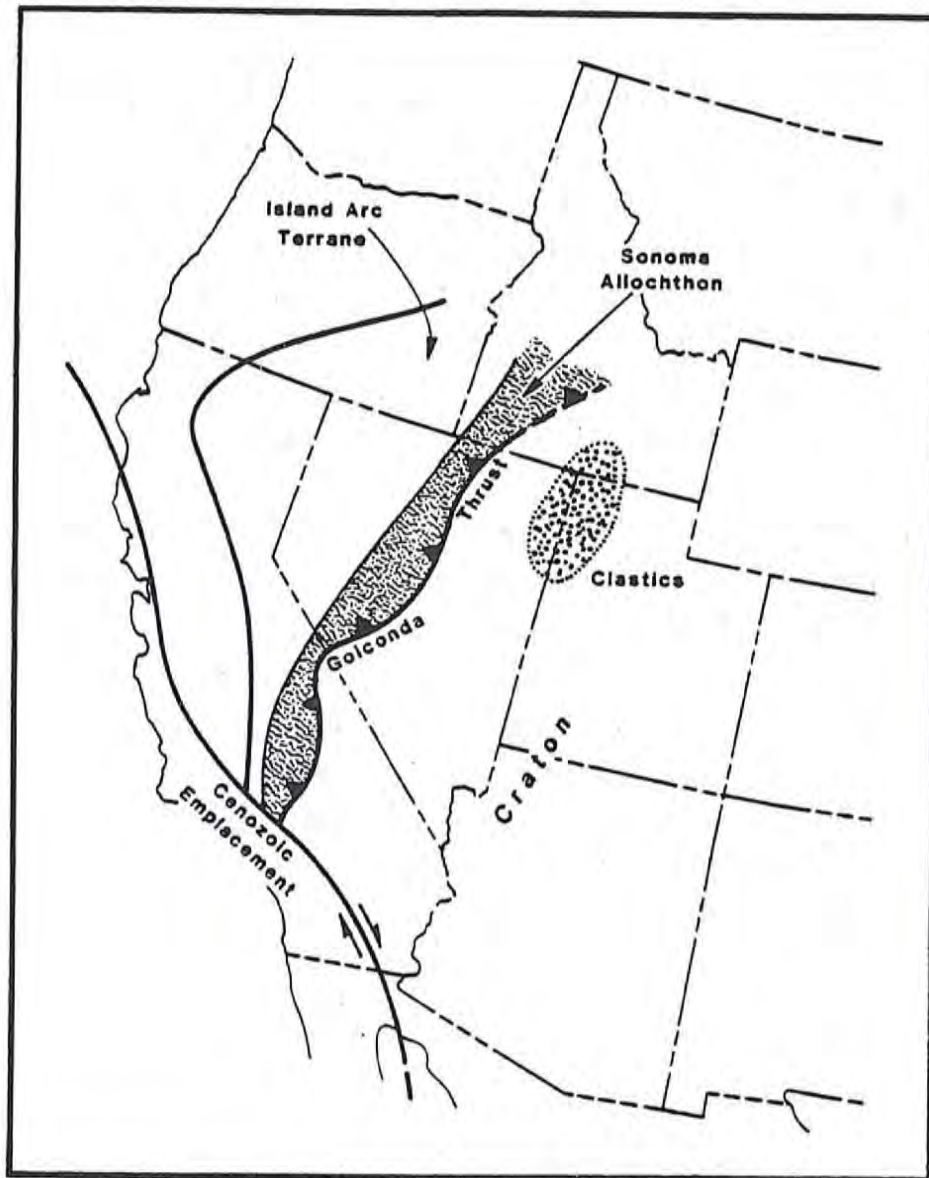 Island Arc
Terrane
Sonoma
Allochthon
Thrust
Clastics
Golconda
Craton
Cenozoic
Emplacement